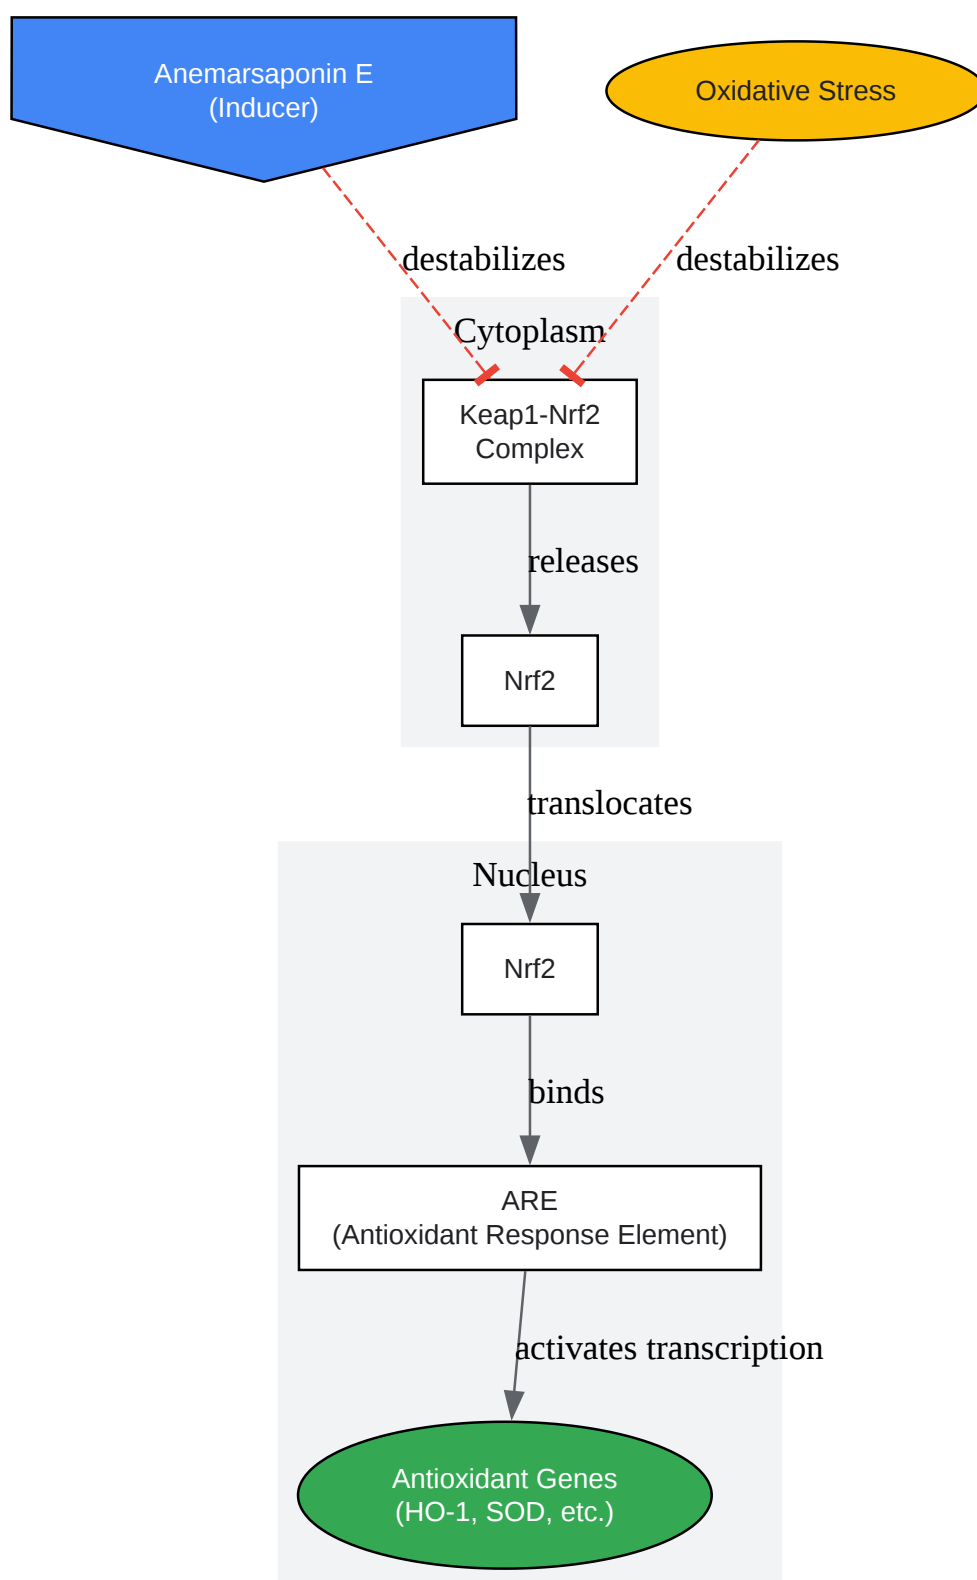 Anemarsaponin E
(Inducer)
Oxidative Stress
destabilizes
destabilizes
Cytoplasm
Keap1-Nrf2
Complex
releases
Nrf2
translocates
Nucleus
Nrf2
binds
ARE
(Antioxidant Response Element)
activates transcription
Antioxidant Genes
(HO-1, SOD, etc.)